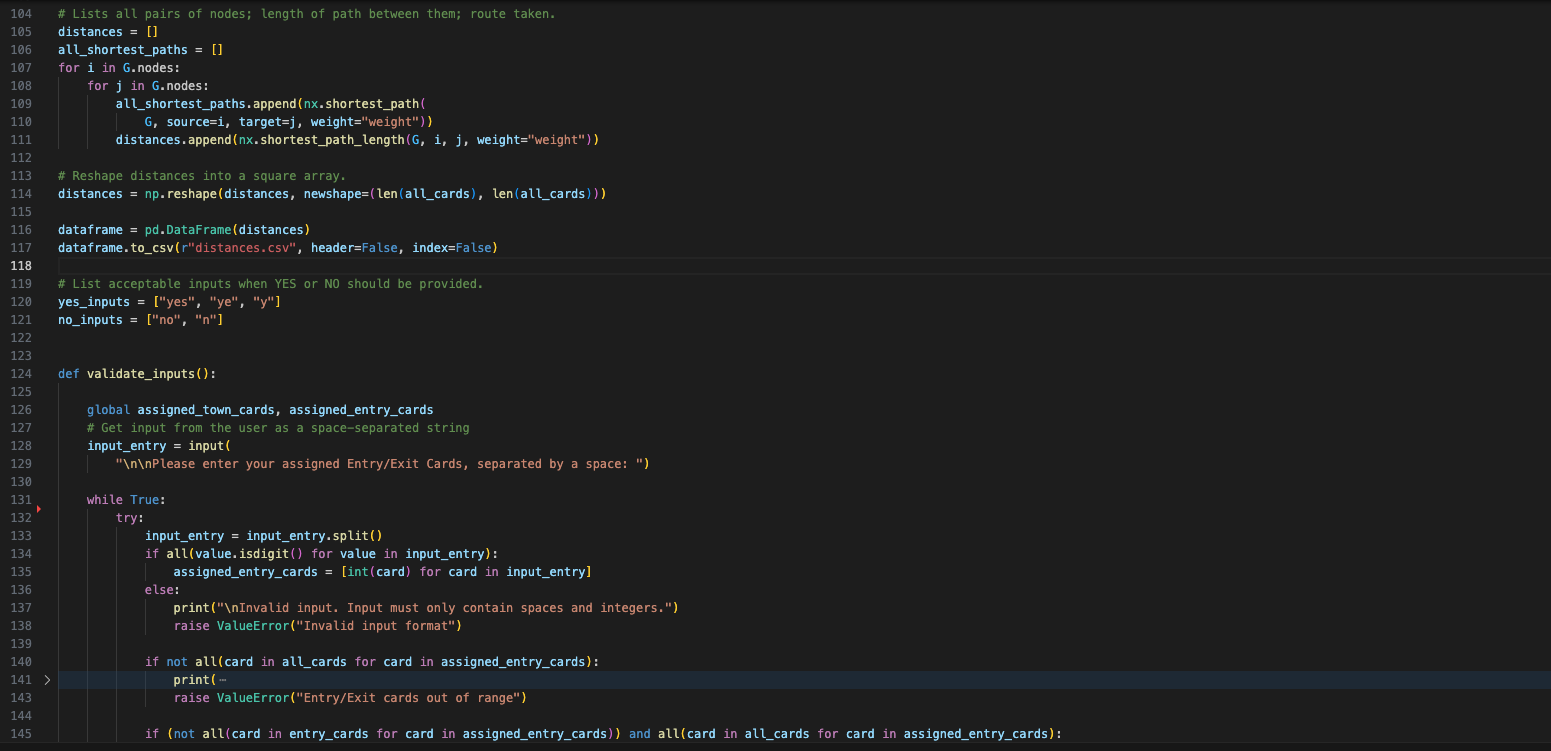 104 # Lists all pairs of nodes; length of path between them; route taken.
105 distances = []
106 all_shortest_paths = []
107 for i in G.nodes:
108     for j in G.nodes:
109         all_shortest_paths.append(nx.shortest_path(
110             G, source=i, target=j, weight="weight"))
111         distances.append(nx.shortest_path_length(G, i, j, weight="weight"))
112
113 # Reshape distances into a square array.
114 distances = np.reshape(distances, newshape=(len(all_cards), len(all_cards)))
115
116 dataframe = pd.DataFrame(distances)
117 dataframe.to_csv(r"distances.csv", header=False, index=False)
118
119 # List acceptable inputs when YES or NO should be provided.
120 yes_inputs = ["yes", "ye", "y"]
121 no_inputs = ["no", "n"]
122
123
124 def validate_inputs():
125
126     global assigned_town_cards, assigned_entry_cards
127     # Get input from the user as a space-separated string
128     input_entry = input(
129         "\n\nPlease enter your assigned Entry/Exit Cards, separated by a space: ")
130
131     while True:
132         try:
133             input_entry = input_entry.split()
134             if all(value.isdigit() for value in input_entry):
135                 assigned_entry_cards = [int(card) for card in input_entry]
136             else:
137                 print("\nInvalid input. Input must only contain spaces and integers.")
138                 raise ValueError("Invalid input format")
139
140             if not all(card in all_cards for card in assigned_entry_cards):
141                 print(⋯
143                 raise ValueError("Entry/Exit cards out of range")
144
145             if (not all(card in entry_cards for card in assigned_entry_cards)) and all(card in all_cards for card in assigned_entry_cards):